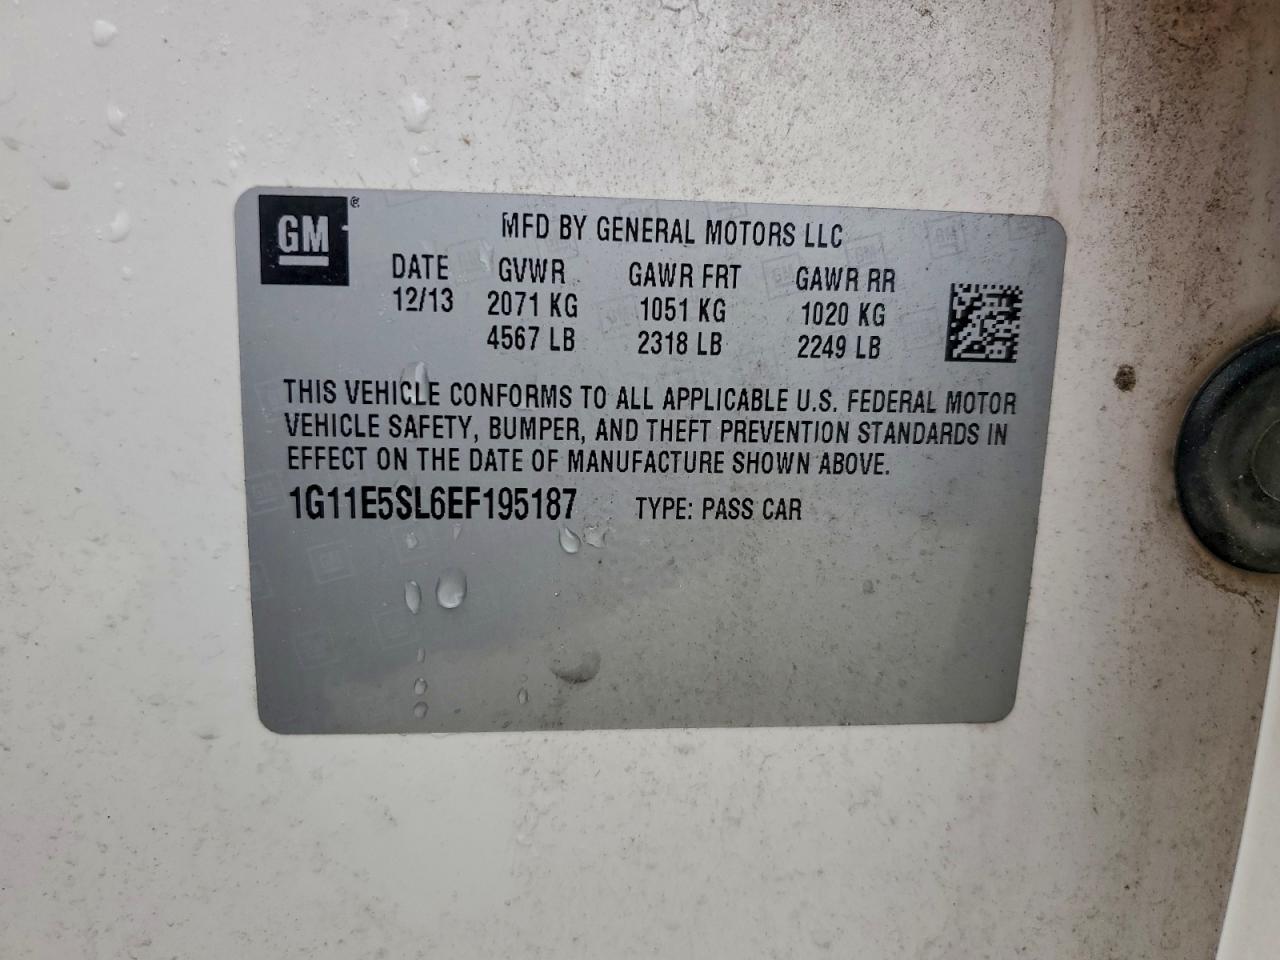 GM ®
MFD BY GENERAL MOTORS LLC
DATE GVWR GAWR FRT GAWR RR
12/13 2071 KG 1051 KG 1020 KG
4567 LB 2318 LB 2249 LB
THIS VEHICLE CONFORMS TO ALL APPLICABLE U.S. FEDERAL MOTOR
VEHICLE SAFETY, BUMPER, AND THEFT PREVENTION STANDARDS IN
EFFECT ON THE DATE OF MANUFACTURE SHOWN ABOVE.
1G11E5SL6EF195187 TYPE: PASS CAR